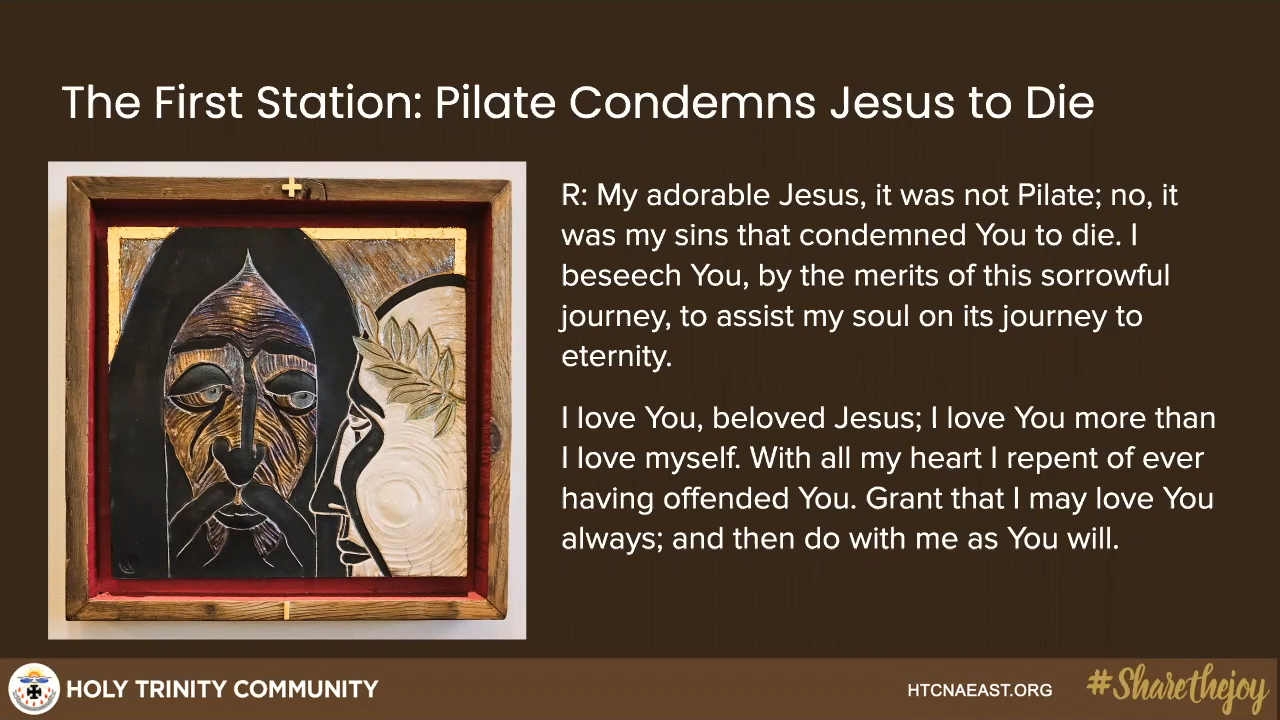 The First Station: Pilate Condemns Jesus to Die
R: My adorable Jesus, it was not Pilate; no, it
was my sins that condemned You to die. I
beseech You, by the merits of this sorrowful
journey, to assist my soul on its journey to
eternity.
I love You, beloved Jesus; I love You more than
I love myself. With all my heart I repent of ever
having offended You. Grant that I may love You
always; and then do with me as You will.
HOLY TRINITY COMMUNITY
HTCNAEAST.ORG
#Sharethejoy